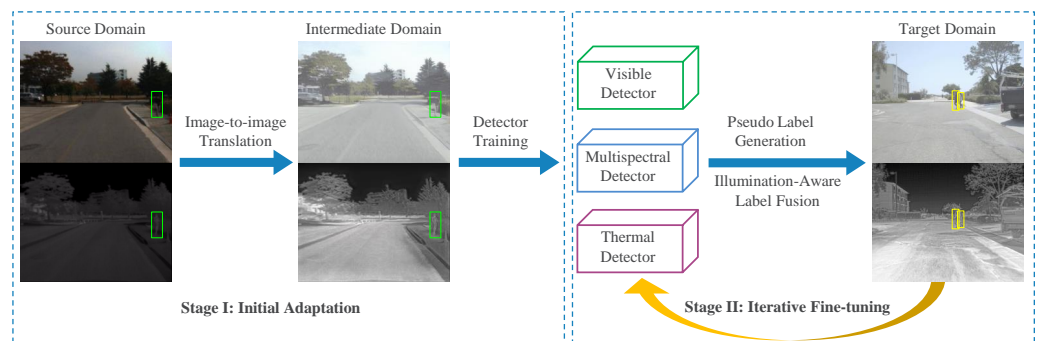 Source Domain
Intermediate Domain
Target Domain
Image-to-image
Translation
Detector
Training
Visible
Detector
Multispectral
Detector
Thermal
Detector
Pseudo Label
Generation
Illumination-Aware
Label Fusion
Stage I: Initial Adaptation
Stage II: Iterative Fine-tuning